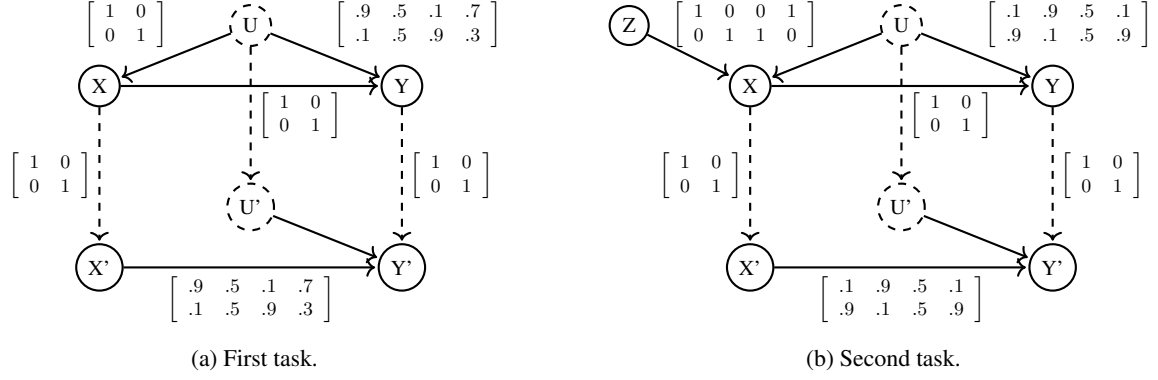 [ 1 0
0 1 ]
U
[ .9 .5 .1 .7
.1 .5 .9 .3 ]
X
Y
[ 1 0
0 1 ]
[ 1 0
0 1 ]
[ 1 0
0 1 ]
U'
X'
Y'
[ .9 .5 .1 .7
.1 .5 .9 .3 ]
(a) First task.
Z
[ 1 0 0 1
0 1 1 0 ]
U
[ .1 .9 .5 .1
.9 .1 .5 .9 ]
X
Y
[ 1 0
0 1 ]
[ 1 0
0 1 ]
[ 1 0
0 1 ]
U'
X'
Y'
[ .1 .9 .5 .1
.9 .1 .5 .9 ]
(b) Second task.